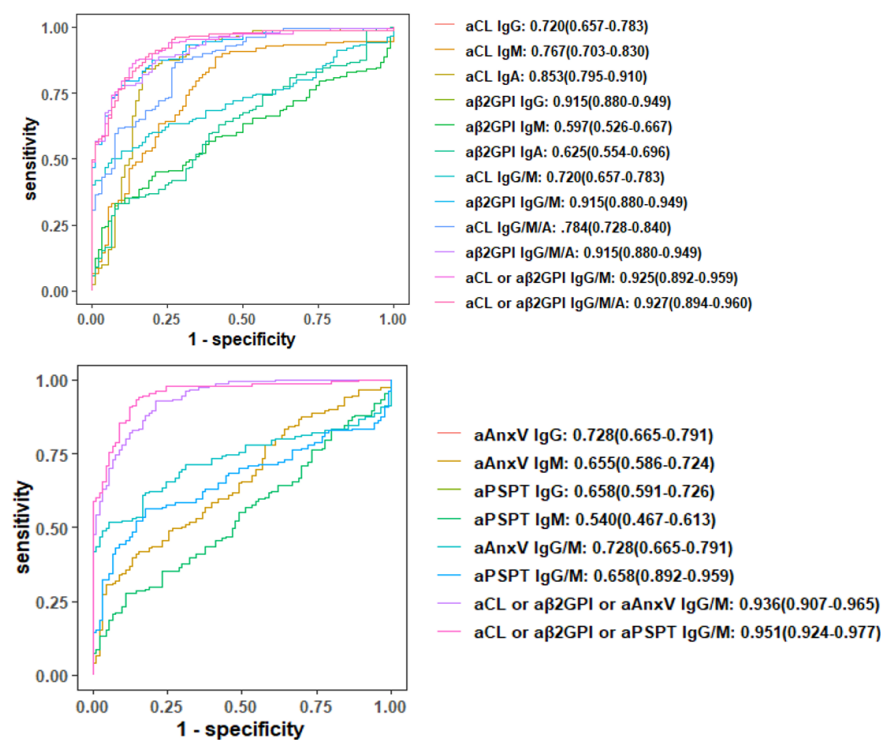 1.00
0.75
0.50
0.25
0.00
sensitivity
0.00 0.25 0.50 0.75 1.00
1 - specificity
aCL IgG: 0.720(0.657-0.783)
aCL IgM: 0.767(0.703-0.830)
aCL IgA: 0.853(0.795-0.910)
aβ2GPI IgG: 0.915(0.880-0.949)
aβ2GPI IgM: 0.597(0.526-0.667)
aβ2GPI IgA: 0.625(0.554-0.696)
aCL IgG/M: 0.720(0.657-0.783)
aβ2GPI IgG/M: 0.915(0.880-0.949)
aCL IgG/M/A: .784(0.728-0.840)
aβ2GPI IgG/M/A: 0.915(0.880-0.949)
aCL or aβ2GPI IgG/M: 0.925(0.892-0.959)
aCL or aβ2GPI IgG/M/A: 0.927(0.894-0.960)
1.00
0.75
0.50
0.25
0.00
sensitivity
0.00 0.25 0.50 0.75 1.00
1 - specificity
aAnxV IgG: 0.728(0.665-0.791)
aAnxV IgM: 0.655(0.586-0.724)
aPSPT IgG: 0.658(0.591-0.726)
aPSPT IgM: 0.540(0.467-0.613)
aAnxV IgG/M: 0.728(0.665-0.791)
aPSPT IgG/M: 0.658(0.892-0.959)
aCL or aβ2GPI or aAnxV IgG/M: 0.936(0.907-0.965)
aCL or aβ2GPI or aPSPT IgG/M: 0.951(0.924-0.977)